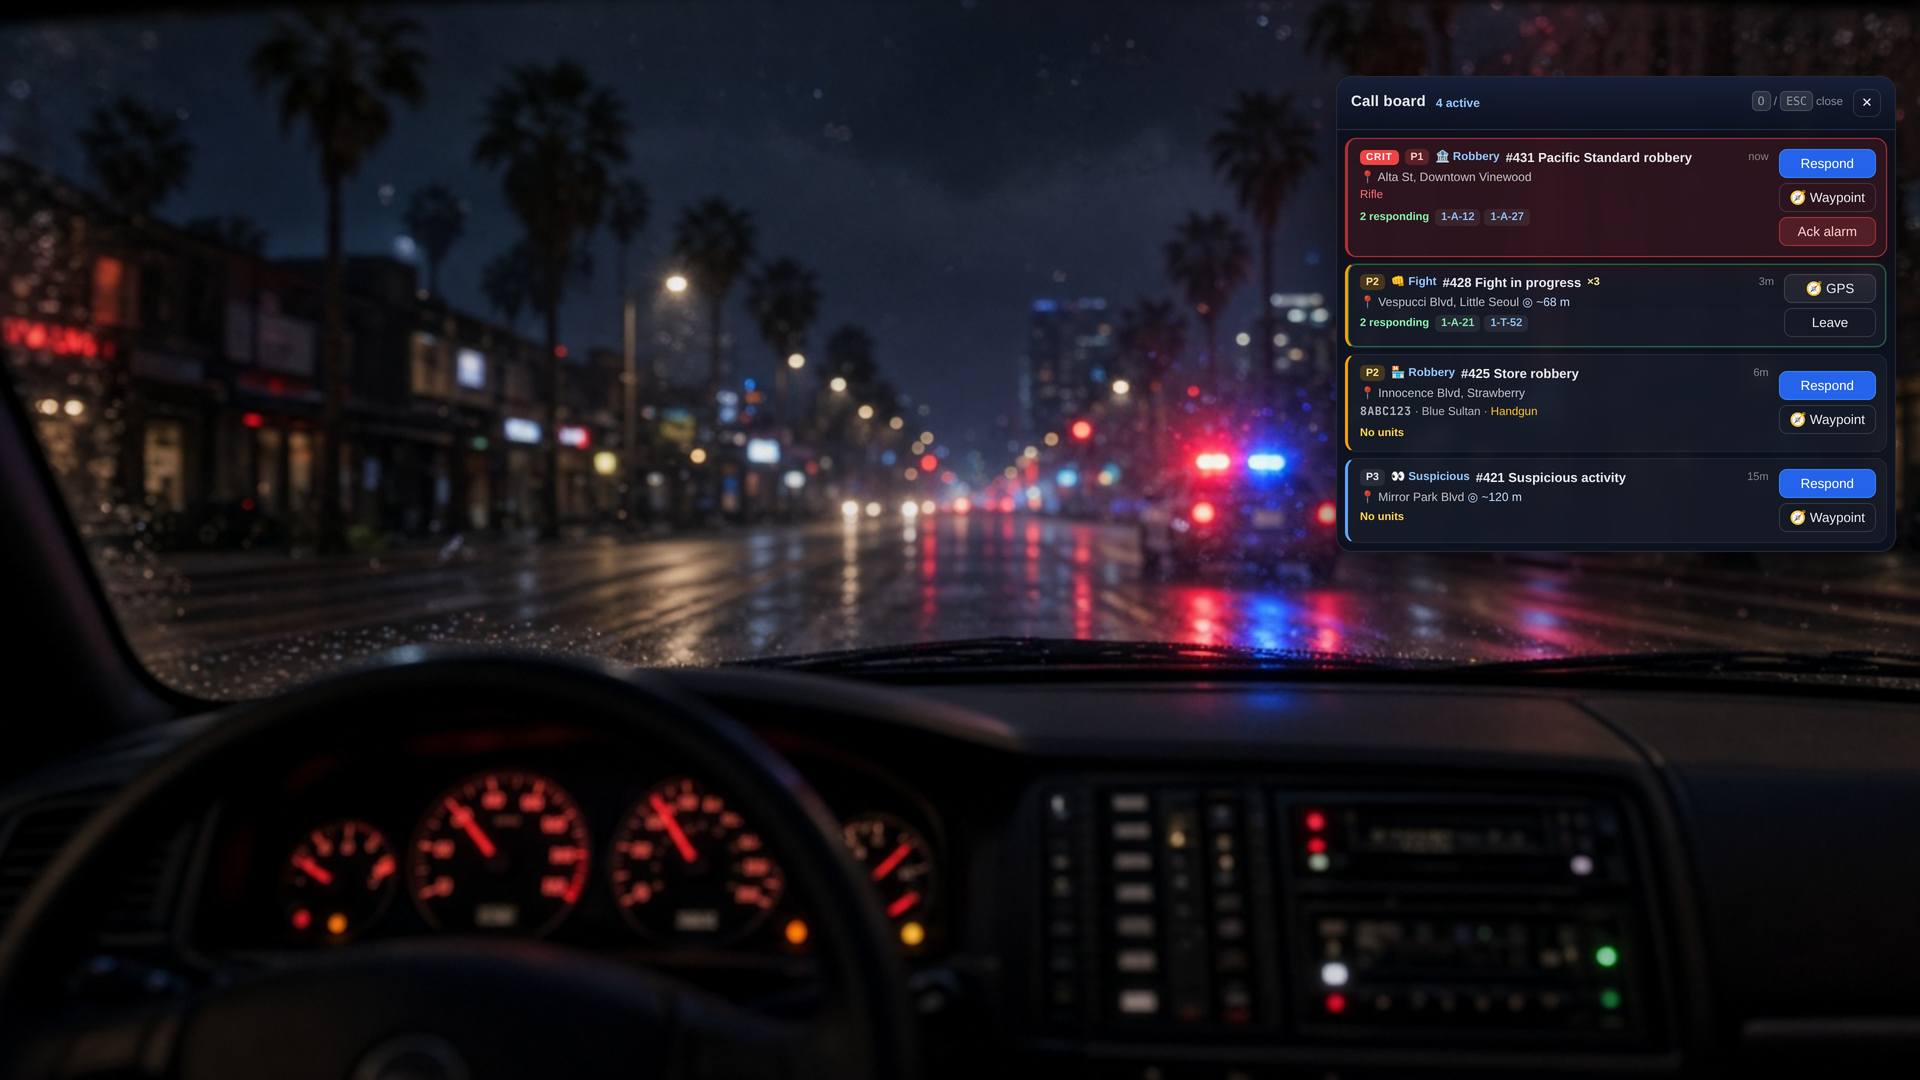 Call board 4 active O / ESC close ✕
CRIT P1 🏦 Robbery #431 Pacific Standard robbery now
📍 Alta St, Downtown Vinewood
Rifle
2 responding 1-A-12 1-A-27
Respond
🧭 Waypoint
Ack alarm
P2 👊 Fight #428 Fight in progress ×3 3m
📍 Vespucci Blvd, Little Seoul ◎ ~68 m
2 responding 1-A-21 1-T-52
🧭 GPS
Leave
P2 🏪 Robbery #425 Store robbery 6m
📍 Innocence Blvd, Strawberry
8ABC123 · Blue Sultan · Handgun
No units
Respond
🧭 Waypoint
P3 👀 Suspicious #421 Suspicious activity 15m
📍 Mirror Park Blvd ◎ ~120 m
No units
Respond
🧭 Waypoint